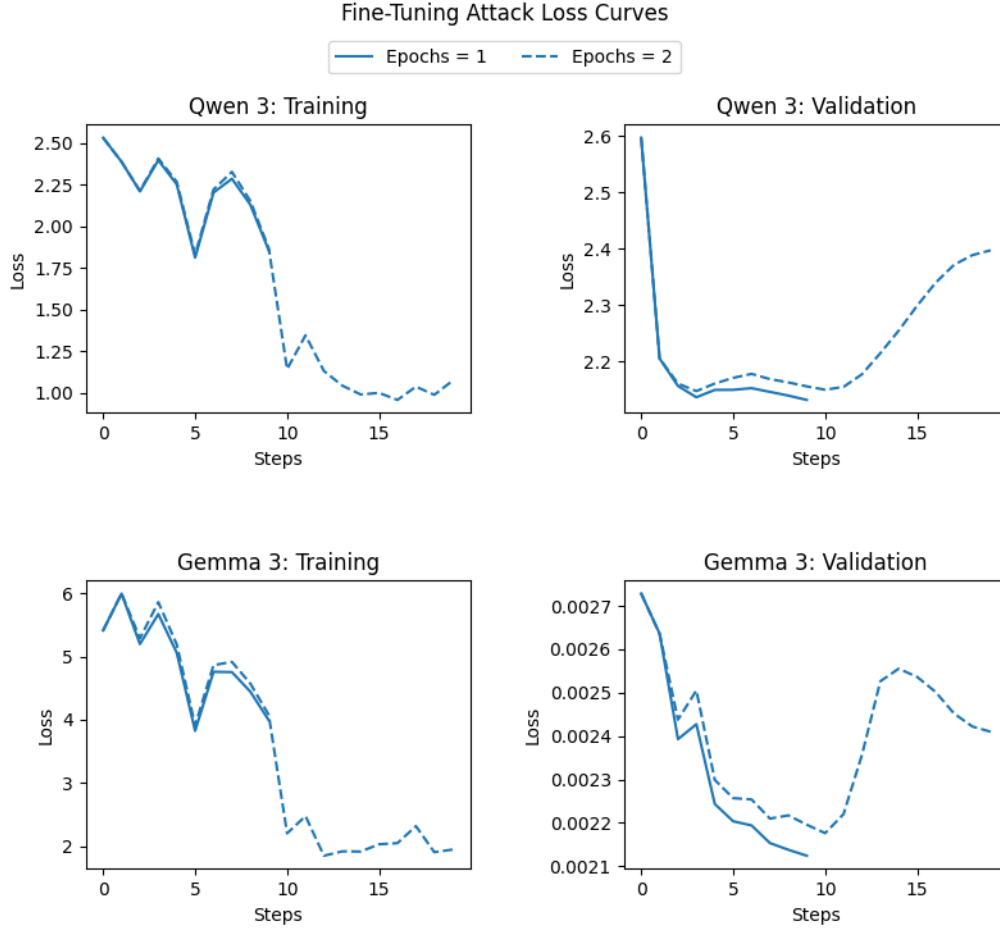 Fine-Tuning Attack Loss Curves
Epochs = 1 Epochs = 2
Qwen 3: Training
2.50
2.25
2.00
1.75
1.50
1.25
1.00
Loss
0 5 10 15
Steps
Qwen 3: Validation
2.6
2.5
2.4
2.3
2.2
Loss
0 5 10 15
Steps
Gemma 3: Training
6
5
4
3
2
Loss
0 5 10 15
Steps
Gemma 3: Validation
0.0027
0.0026
0.0025
0.0024
0.0023
0.0022
0.0021
Loss
0 5 10 15
Steps